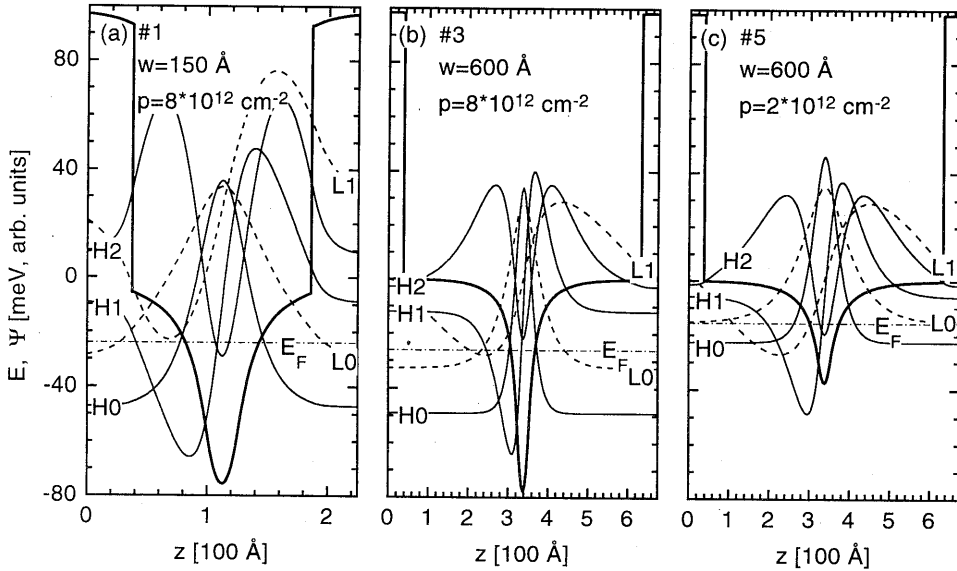 (a) #1
w=150 Å
p=8*10¹² cm⁻²
(b) #3
w=600 Å
p=8*10¹² cm⁻²
(c) #5
w=600 Å
p=2*10¹² cm⁻²
E, Ψ [meV, arb. units]
80
40
0
-40
-80
H2
H1
H0
L1
E_F
L0
H2
H1
H0
L1
E_F
L0
H2
H1
H0
L1
E_F
L0
0 1 2
0 1 2 3 4 5 6
0 1 2 3 4 5 6
z [100 Å]
z [100 Å]
z [100 Å]